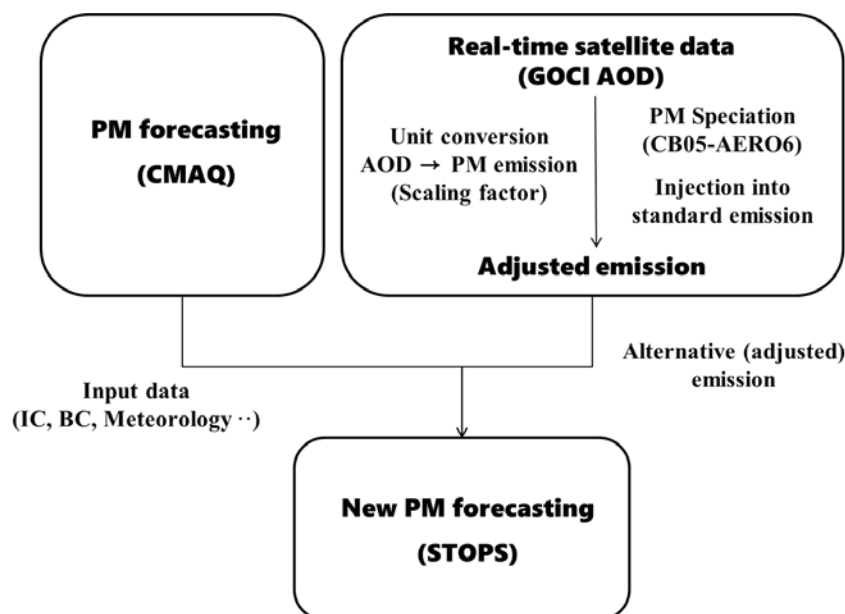 PM forecasting
(CMAQ)
Real-time satellite data
(GOCI AOD)
Unit conversion
AOD → PM emission
(Scaling factor)
PM Speciation
(CB05-AERO6)
Injection into
standard emission
Adjusted emission
Input data
(IC, BC, Meteorology ··)
Alternative (adjusted)
emission
New PM forecasting
(STOPS)